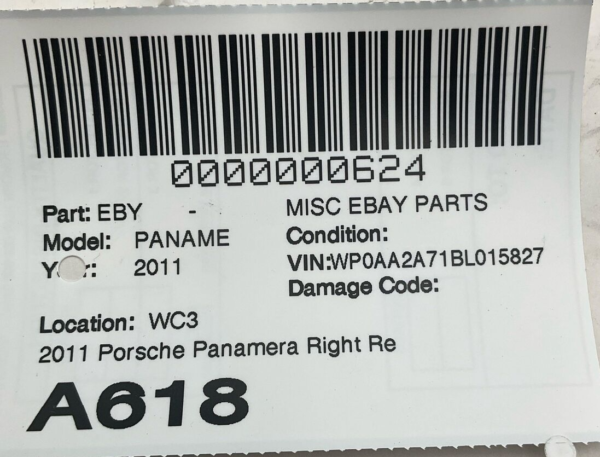 0000000624
Part: EBY - MISC EBAY PARTS
Model: PANAME Condition:
2011 VIN:WP0AA2A71BL015827
Damage Code:
Location: WC3
2011 Porsche Panamera Right Re
A618